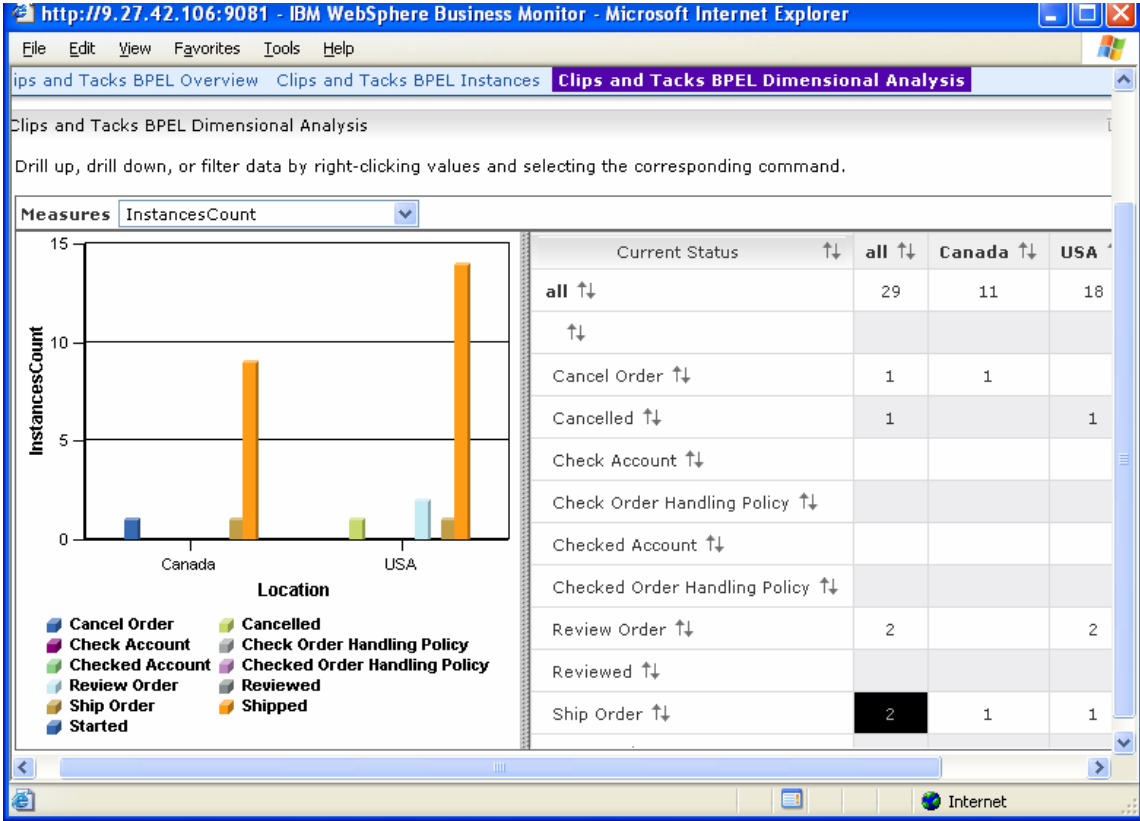 http://9.27.42.106:9081 - IBM WebSphere Business Monitor - Microsoft Internet Explorer
File Edit View Favorites Tools Help
ips and Tacks BPEL Overview Clips and Tacks BPEL Instances Clips and Tacks BPEL Dimensional Analysis
Clips and Tacks BPEL Dimensional Analysis
Drill up, drill down, or filter data by right-clicking values and selecting the corresponding command.
Measures InstancesCount
15
10
5
0
InstancesCount
Canada USA
Location
Cancel Order Cancelled
Check Account Check Order Handling Policy
Checked Account Checked Order Handling Policy
Review Order Reviewed
Ship Order Shipped
Started
Current Status all Canada USA
all 29 11 18
Cancel Order 1 1
Cancelled 1 1
Check Account
Check Order Handling Policy
Checked Account
Checked Order Handling Policy
Review Order 2 2
Reviewed
Ship Order 2 1 1
Internet